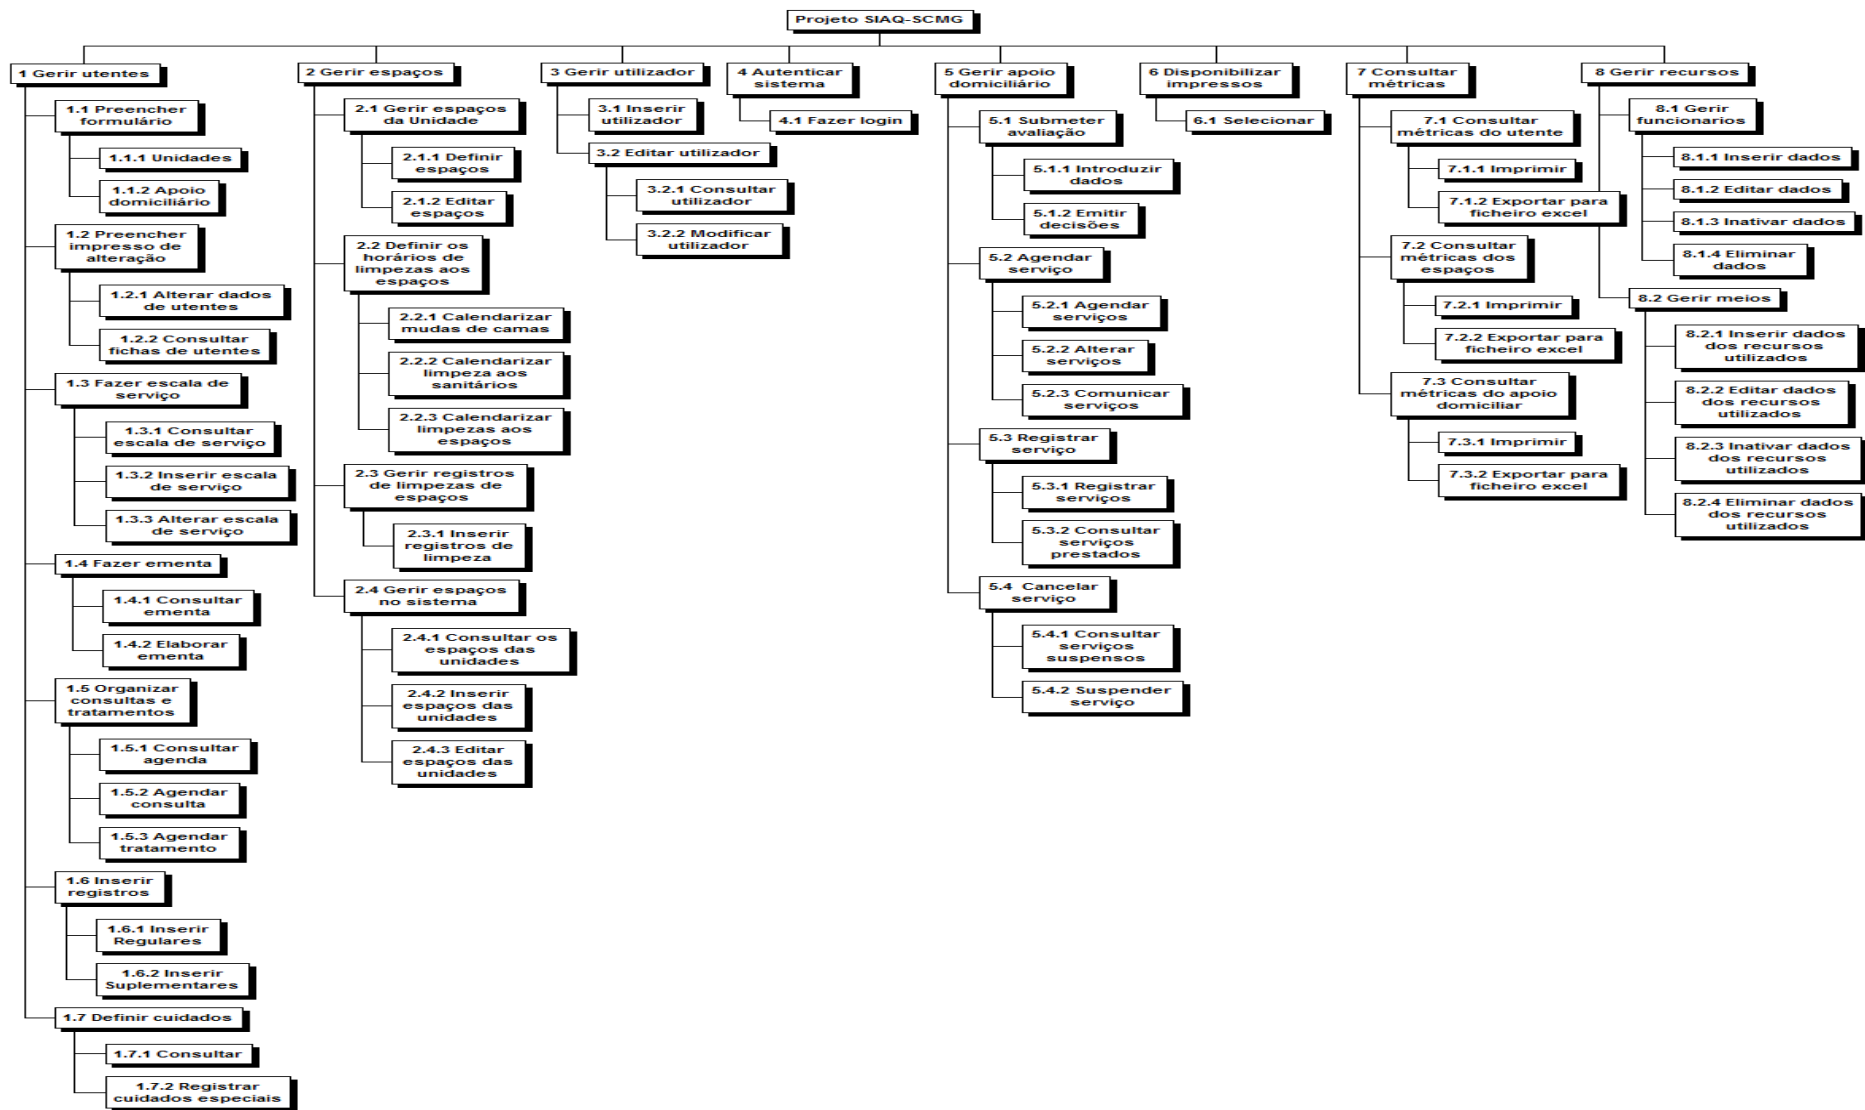 Projeto SIAQ-SCMG
1 Gerir utentes
1.1 Preencher
formulário
1.1.1 Unidades
1.1.2 Apoio
domiciliário
1.2 Preencher
impresso de
alteração
1.2.1 Alterar dados
de utentes
1.2.2 Consultar
fichas de utentes
1.3 Fazer escala de
serviço
1.3.1 Consultar
escala de serviço
1.3.2 Inserir escala
de serviço
1.3.3 Alterar escala
de serviço
1.4 Fazer ementa
1.4.1 Consultar
ementa
1.4.2 Elaborar
ementa
1.5 Organizar
consultas e
tratamentos
1.5.1 Consultar
agenda
1.5.2 Agendar
consulta
1.5.3 Agendar
tratamento
1.6 Inserir
registros
1.6.1 Inserir
Regulares
1.6.2 Inserir
Suplementares
1.7 Definir cuidados
1.7.1 Consultar
1.7.2 Registrar
cuidados especiais
2 Gerir espaços
2.1 Gerir espaços
da Unidade
2.1.1 Definir
espaços
2.1.2 Editar
espaços
2.2 Definir os
horários de
limpezas aos
espaços
2.2.1 Calendarizar
mudas de camas
2.2.2 Calendarizar
limpeza aos
sanitários
2.2.3 Calendarizar
limpezas aos
espaços
2.3 Gerir registros
de limpezas de
espaços
2.3.1 Inserir
registros de
limpeza
2.4 Gerir espaços
no sistema
2.4.1 Consultar os
espaços das
unidades
2.4.2 Inserir
espaços das
unidades
2.4.3 Editar
espaços das
unidades
3 Gerir utilizador
3.1 Inserir
utilizador
3.2 Editar utilizador
3.2.1 Consultar
utilizador
3.2.2 Modificar
utilizador
4 Autenticar
sistema
4.1 Fazer login
5 Gerir apoio
domiciliário
5.1 Submeter
avaliação
5.1.1 Introduzir
dados
5.1.2 Emitir
decisões
5.2 Agendar
serviço
5.2.1 Agendar
serviços
5.2.2 Alterar
serviços
5.2.3 Comunicar
serviços
5.3 Registrar
serviço
5.3.1 Registrar
serviços
5.3.2 Consultar
serviços
prestados
5.4 Cancelar
serviço
5.4.1 Consultar
serviços
suspensos
5.4.2 Suspender
serviço
6 Disponibilizar
impressos
6.1 Selecionar
7 Consultar
métricas
7.1 Consultar
métricas do utente
7.1.1 Imprimir
7.1.2 Exportar para
ficheiro excel
7.2 Consultar
métricas dos
espaços
7.2.1 Imprimir
7.2.2 Exportar para
ficheiro excel
7.3 Consultar
métricas do apoio
domiciliar
7.3.1 Imprimir
7.3.2 Exportar para
ficheiro excel
8 Gerir recursos
8.1 Gerir
funcionarios
8.1.1 Inserir dados
8.1.2 Editar dados
8.1.3 Inativar dados
8.1.4 Eliminar
dados
8.2 Gerir meios
8.2.1 Inserir dados
dos recursos
utilizados
8.2.2 Editar dados
dos recursos
utilizados
8.2.3 Inativar dados
dos recursos
utilizados
8.2.4 Eliminar dados
dos recursos
utilizados